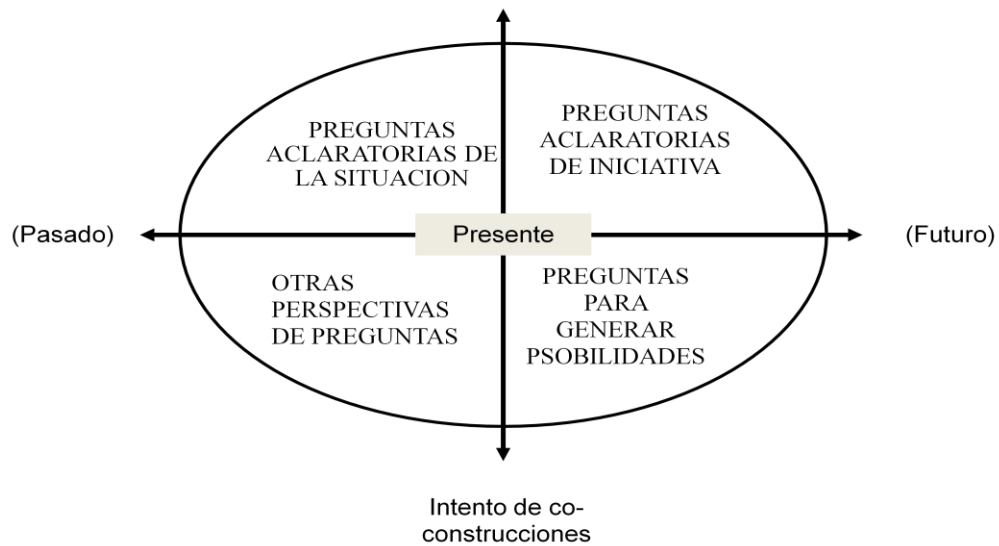 PREGUNTAS
ACLARATORIAS DE
LA SITUACION
PREGUNTAS
ACLARATORIAS
DE INICIATIVA
(Pasado)
Presente
(Futuro)
OTRAS
PERSPECTIVAS
DE PREGUNTAS
PREGUNTAS
PARA
GENERAR
PSOBILIDADES
Intento de co-
construcciones